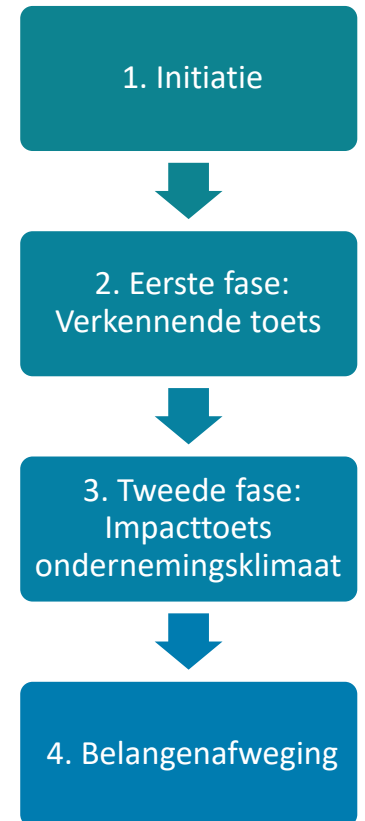 1. Initiatie
2. Eerste fase:
Verkennende toets
3. Tweede fase:
Impacttoets
ondernemingsklimaat
4. Belangenafweging